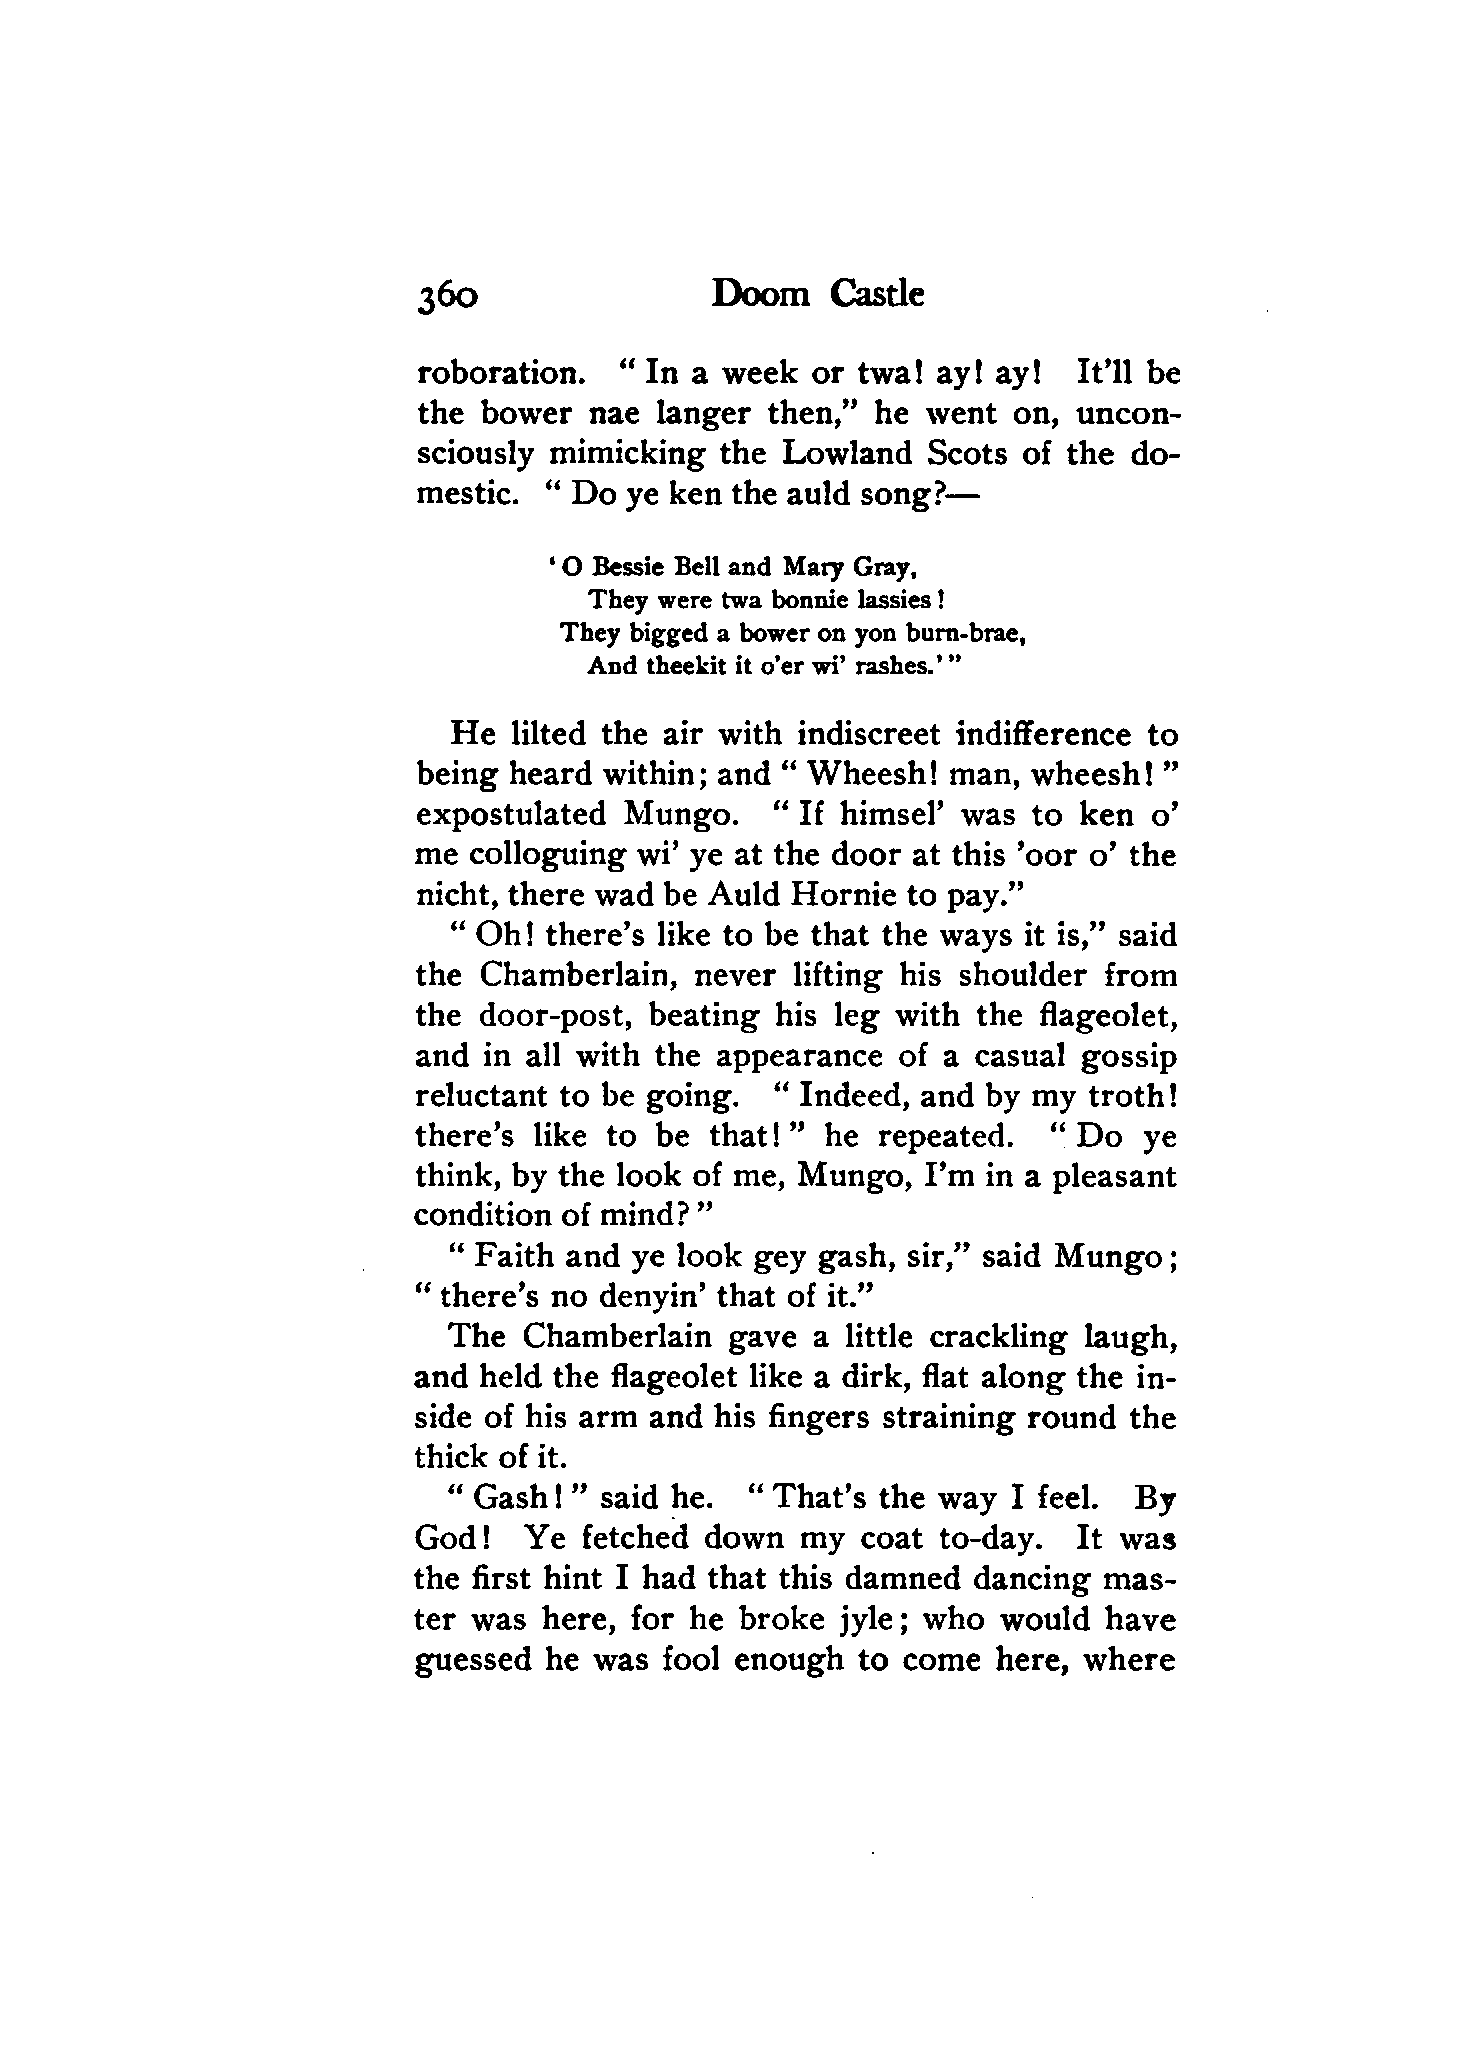 360 Doom Castle
roboration. “ In a week or twa! ay! ay! It’ll be
the bower nae langer then,” he went on, uncon-
sciously mimicking the Lowland Scots of the do-
mestic. “ Do ye ken the auld song?—
‘ O Bessie Bell and Mary Gray,
They were twa bonnie lassies !
They bigged a bower on yon burn-brae,
And theekit it o’er wi’ rashes.’ ”
He lilted the air with indiscreet indifference to
being heard within; and “ Wheesh! man, wheesh! ”
expostulated Mungo. “ If himsel’ was to ken o’
me colloguing wi’ ye at the door at this ’oor o’ the
nicht, there wad be Auld Hornie to pay.”
“ Oh! there’s like to be that the ways it is,” said
the Chamberlain, never lifting his shoulder from
the door-post, beating his leg with the flageolet,
and in all with the appearance of a casual gossip
reluctant to be going. “ Indeed, and by my troth!
there’s like to be that! ” he repeated. “ Do ye
think, by the look of me, Mungo, I’m in a pleasant
condition of mind? ”
“ Faith and ye look gey gash, sir,” said Mungo ;
“ there’s no denyin’ that of it.”
The Chamberlain gave a little crackling laugh,
and held the flageolet like a dirk, flat along the in-
side of his arm and his fingers straining round the
thick of it.
“ Gash! ” said he. “ That’s the way I feel. By
God! Ye fetched down my coat to-day. It was
the first hint I had that this damned dancing mas-
ter was here, for he broke jyle ; who would have
guessed he was fool enough to come here, where